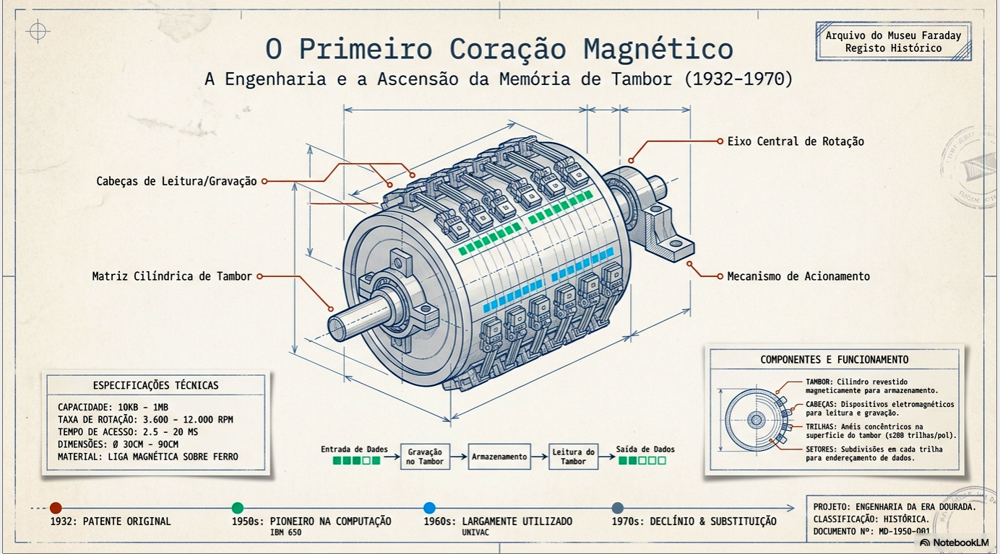 Arquivo do Museu Faraday
Registo Histórico
O Primeiro Coração Magnético
A Engenharia e a Ascensão da Memória de Tambor (1932-1970)
Cabeças de Leitura/Gravação
Eixo Central de Rotação
Matriz Cilíndrica de Tambor
Mecanismo de Acionamento
ESPECIFICAÇÕES TÉCNICAS
CAPACIDADE: 10KB - 1MB
TAXA DE ROTAÇÃO: 3.600 - 12.000 RPM
TEMPO DE ACESSO: 2.5 - 20 MS
DIMENSÕES: Ø 30CM - 90CM
MATERIAL: LIGA MAGNÉTICA SOBRE FERRO
COMPONENTES E FUNCIONAMENTO
TAMBOR: Cilindro revestido
magneticamente para armazenamento.
CABEÇAS: Dispositivos eletromagnéticos
para leitura e gravação.
TRILHAS: Anéis concêntricos na
superfície do tambor (≤200 trilhas/pol).
SETORES: Subdivisões em cada trilha
para endereçamento de dados.
Entrada de Dados
Gravação
no Tambor
Armazenamento
Leitura do
Tambor
Saída de Dados
1932: PATENTE ORIGINAL
1950s: PIONEIRO NA COMPUTAÇÃO
IBM 650
1960s: LARGAMENTE UTILIZADO
UNIVAC
1970s: DECLÍNIO & SUBSTITUIÇÃO
PROJETO: ENGENHARIA DA ERA DOURADA.
CLASSIFICAÇÃO: HISTÓRICA.
DOCUMENTO Nº: MD-1950-001
NotebookLM